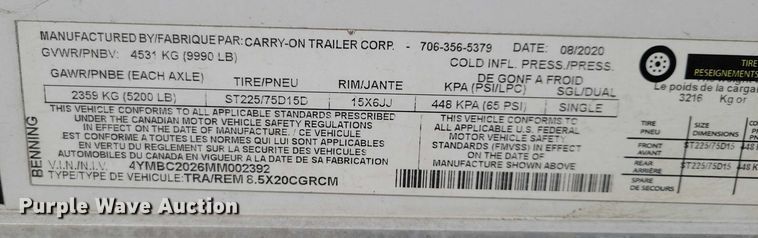 MANUFACTURED BY/FABRIQUE PAR: CARRY-ON TRAILER CORP. - 706-356-5379 DATE: 08/2020
GVWR/PNBV: 4531 KG (9990 LB) COLD INFL. PRESS./PRESS.
DE GONF A FROID
GAWR/PNBE (EACH AXLE) TIRE/PNEU RIM/JANTE KPA (PSI/LPC) SGL/DUAL
2359 KG (5200 LB) ST225/75D15D 15X6JJ 448 KPA (65 PSI) SINGLE
THIS VEHICLE CONFORMS TO ALL APPLICABLE STANDARDS PRESCRIBED
UNDER THE CANADIAN MOTOR VEHICLE SAFETY REGULATIONS
IN EFFECT ON THE DATE OF MANUFACTURE. / CE VEHICULE
EST CONFORME A TOUTES LES NORMES QUI LUI SONT APPLICABLES
EN VERTU DU REGLEMENT SUR LA SECURITE DES VEHICULES
AUTOMOBILES DU CANADA EN VIGUEUR A LA DATE DE SA FABRICATION
THIS VEHICLE CONFORMS TO
ALL APPLICABLE U.S. FEDERAL
MOTOR VEHICLE SAFETY
STANDARDS (FMVSS) IN EFFECT ON THE DATE OF
MANUFACTURE SHOWN ABOVE
V.I.N./N.I.V. 4YMBC2026MM002392
TYPE OF VEH/TYPE DE VEHICULE: TRA/REM 8.5X20CGRCM
BENNING
TIRE
RESEIGNEMENTS
Le poids de la cargai
3216 Kg or
TIRE
PNEU
SIZE
DIMENSIONS
FRONT
AVANT
ST225/75D15 448 K
REAR
ARRIÈRE
ST225/75D15 448 K
SPARE
DE SECOURS
Purple Wave Auction